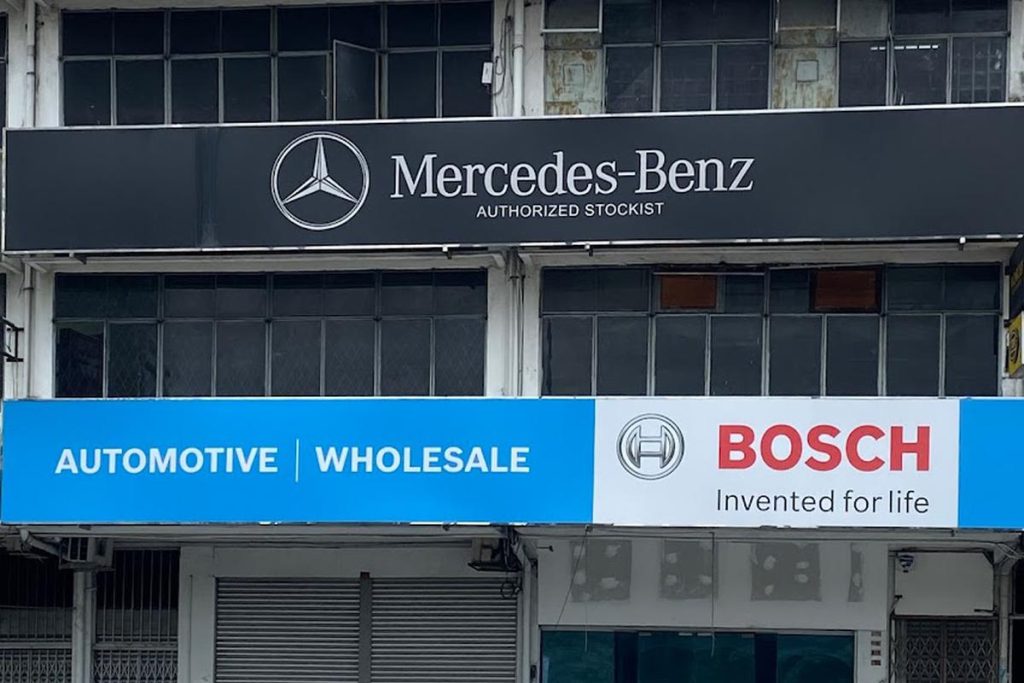 Mercedes-Benz
AUTHORIZED STOCKIST
AUTOMOTIVE | WHOLESALE
BOSCH
Invented for life